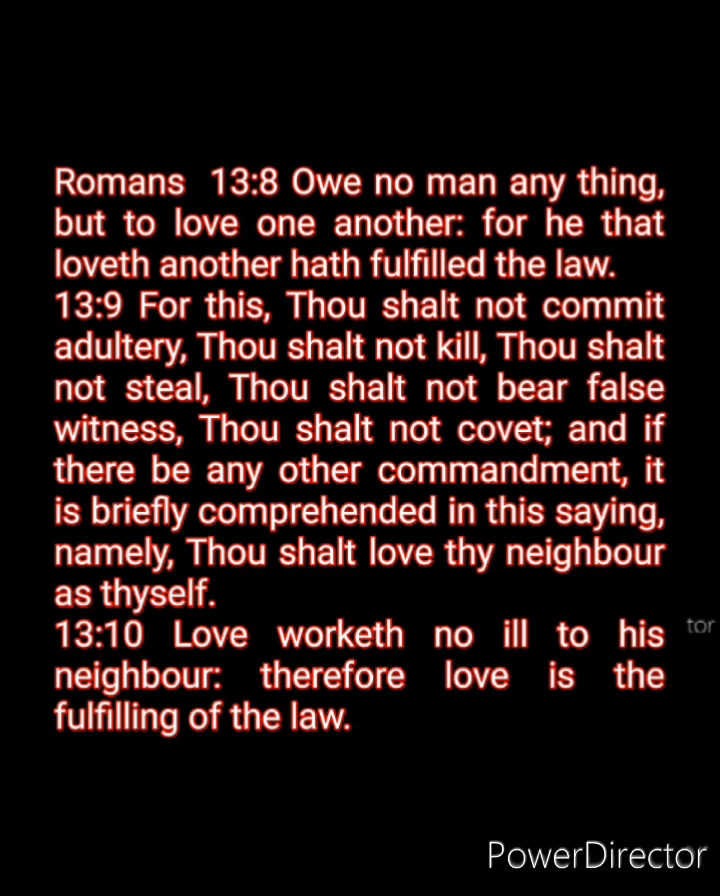 Romans 13:8 Owe no man any thing,
but to love one another: for he that
loveth another hath fulfilled the law.
13:9 For this, Thou shalt not commit
adultery, Thou shalt not kill, Thou shalt
not steal, Thou shalt not bear false
witness, Thou shalt not covet; and if
there be any other commandment, it
is briefly comprehended in this saying,
namely, Thou shalt love thy neighbour
as thyself.
13:10 Love worketh no ill to his
neighbour: therefore love is the
fulfilling of the law.
tor
PowerDirector